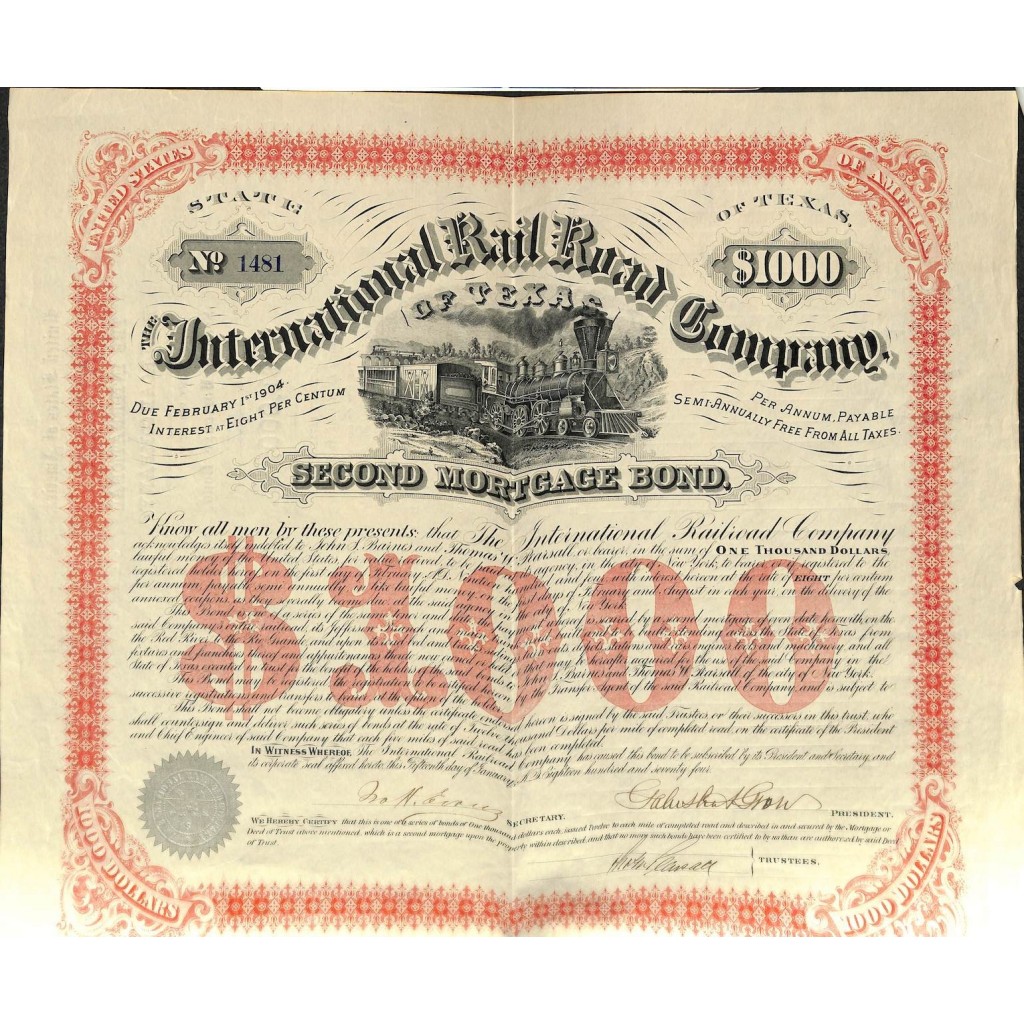 UNITED STATES
OF AMERICA
STATE
OF TEXAS.
No 1481
$1000
THE International Rail Road Company.
OF TEXAS
DUE FEBRUARY 1ST 1904.
INTEREST AT EIGHT PER CENTUM
PER ANNUM, PAYABLE
SEMI-ANNUALLY FREE FROM ALL TAXES.
SECOND MORTGAGE BOND.
$1000
Know all men by these presents: that The International Railroad Company
acknowledges itself indebted to John S. Barnes and Thomas W. Pearsall, or bearer, in the sum of ONE THOUSAND DOLLARS,
lawful money of the United States, value received, to be paid at its agency, in the city of New York, to bearer, or if registered to the
registered holder hereof, on the first day of February A.D. Nineteen Hundred and four, with interest thereon at the rate of EIGHT per centum
per annum, payable semi annually in like lawful money on the first days of February and August in each year, on the delivery of the
annexed coupons as they severally become due at the said agency in the city of New York.
This Bond is one of a series of the same tenor and date the payment whereof is secured by a second mortgage of even date herewith, on the
said Company's entire railroad, its Jefferson Branch and main line, built and to be built, extending across the State of Texas from
the Red River to the Rio Grande, and upon its depots and
fixtures and franchises thereof and appurtenances thereto now owned or held or that may be hereafter acquired for the use of the said Company in the
State of Texas executed in trust for the benefit of the holders of the said bonds to John S. Barnes and Thomas W. Pearsall of the city of New York.
This Bond may be registered the registration to be certified hereon by the Transfer Agent of the said Railroad Company and is subject to
successive registrations and transfers to bearer, at the option of the holder.
This Bond shall not become obligatory unless the certificate endorsed hereon is signed by the said Trustees, or their successors in this trust, who
shall countersign and deliver such series of bonds at the rate of Twelve thousand Dollars per mile of completed road, on the certificate of the President
and Chief Engineer of said Company that each five miles of said road has been completed.
IN WITNESS WHEREOF, The International Railroad Company has caused this bond to be subscribed by its President and Secretary, and
its corporate seal affixed hereto, this Fifteenth day of January, A.D. Eighteen hundred and seventy four.
Galusha A. Grow
SECRETARY.
PRESIDENT.
WE HEREBY CERTIFY that this is one of a series of bonds of One thousand dollars each, issued Twelve to each mile of completed road and described in and secured by the Mortgage or
Deed of Trust above mentioned, which is a second mortgage upon the property within described, and that no more such bonds have been certified to by us than are authorised by said Deed
of Trust.
Thos W Pearsall
TRUSTEES.
1000 DOLLARS
1000 DOLLARS